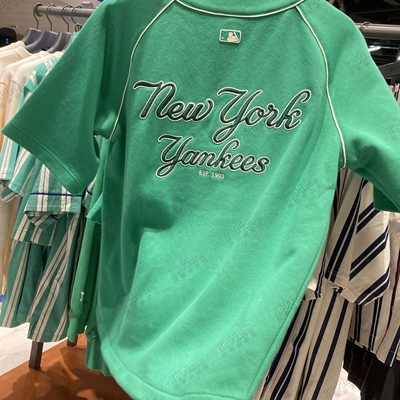 New York
Yankees
EST. 1903